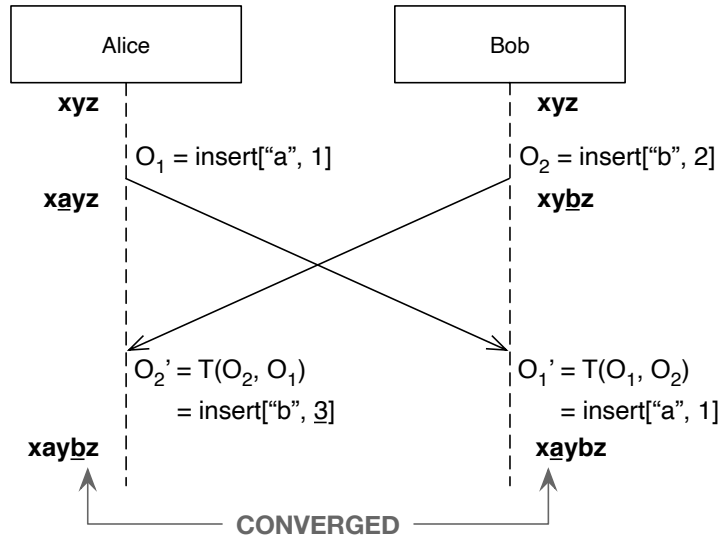 Alice
Bob
xyz
xyz
O₁ = insert[“a”, 1]
O₂ = insert[“b”, 2]
xayz
xybz
O₂’ = T(O₂, O₁)
= insert[“b”, 3]
O₁’ = T(O₁, O₂)
= insert[“a”, 1]
xaybz
xaybz
CONVERGED